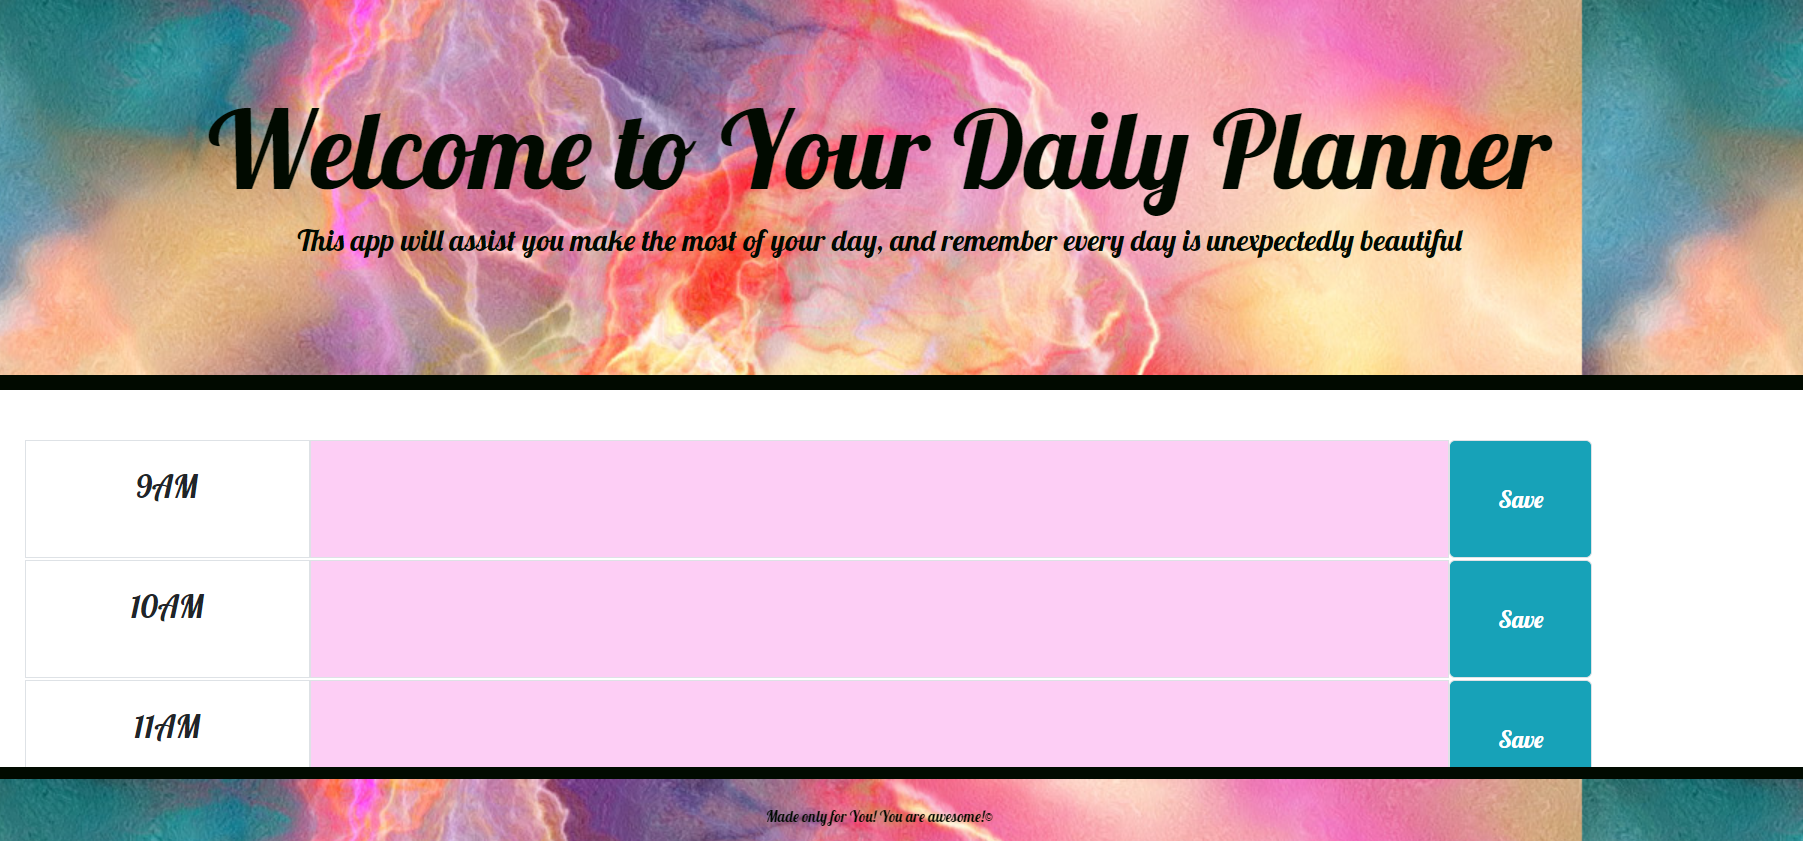 Welcome to Your Daily Planner
This app will assist you make the most of your day, and remember every day is unexpectedly beautiful
9AM
Save
10AM
Save
11AM
Save
Made only for You! You are awesome!©